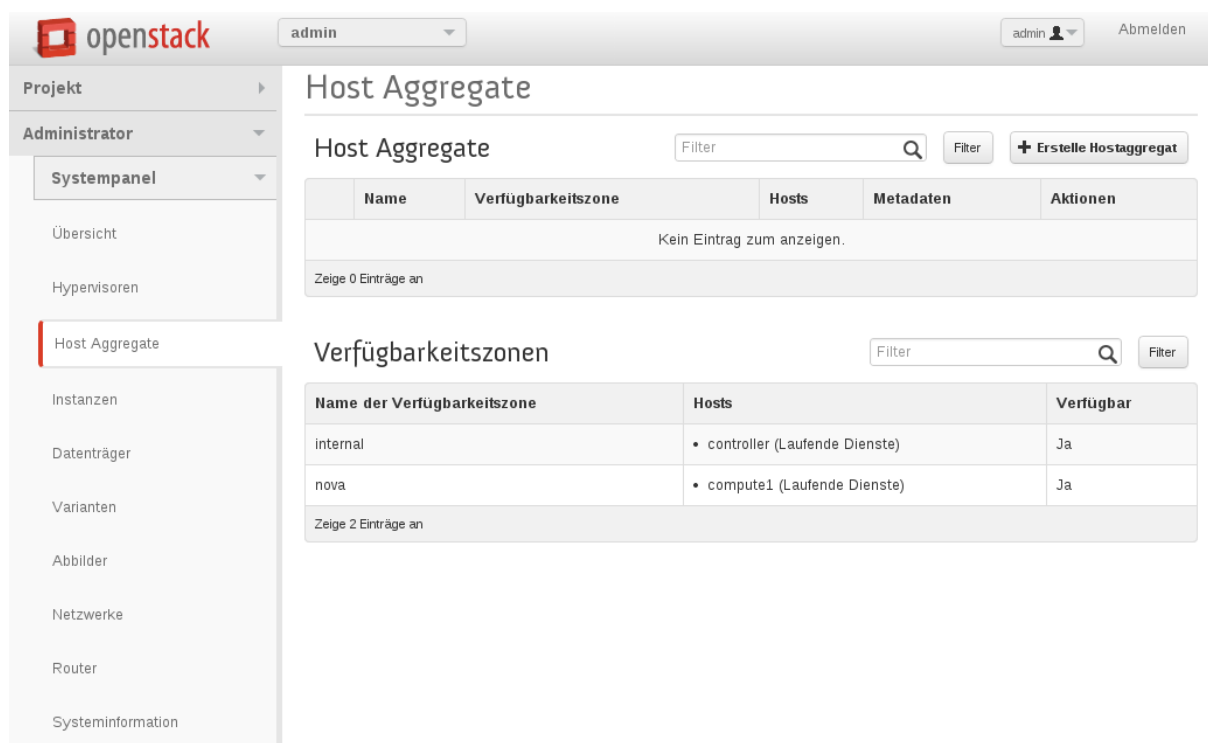 openstack
admin
admin
Abmelden
Projekt
Administrator
Systempanel
Übersicht
Hypervisoren
Host Aggregate
Instanzen
Datenträger
Varianten
Abbilder
Netzwerke
Router
Systeminformation
Host Aggregate
Host Aggregate
Filter
Filter
+ Erstelle Hostaggregat
Name Verfügbarkeitszone Hosts Metadaten Aktionen
Kein Eintrag zum anzeigen.
Zeige 0 Einträge an
Verfügbarkeitszonen
Filter
Filter
Name der Verfügbarkeitszone Hosts Verfügbar
internal • controller (Laufende Dienste) Ja
nova • compute1 (Laufende Dienste) Ja
Zeige 2 Einträge an